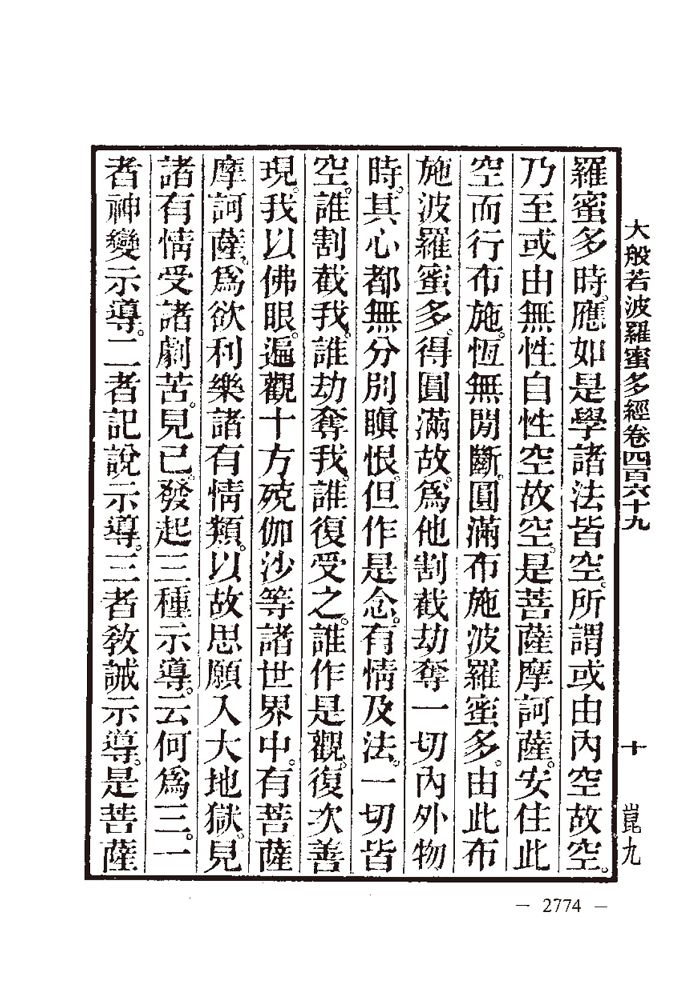 大般若波羅蜜多經卷四百六十九 十 崑九
羅蜜多時。應如是學諸法皆空。所謂或由內空故空。
乃至或由無性自性空故空。是菩薩摩訶薩。安住此
空而行布施。恆無閒斷。圓滿布施波羅蜜多。由此布
施波羅蜜多。得圓滿故。爲他割截劫奪一切內外物
時。其心都無分別瞋恨。但作是念。有情及法。一切皆
空。誰割截我。誰劫奪我。誰復受之。誰作是觀。復次善
現。我以佛眼。遍觀十方殑伽沙等諸世界中。有菩薩
摩訶薩。爲欲利樂諸有情類。以故思願入大地獄。見
諸有情受諸劇苦。見已。發起三種示導。云何爲三。一
者神變示導。二者記說示導。三者教誡示導。是菩薩
— 2774 —